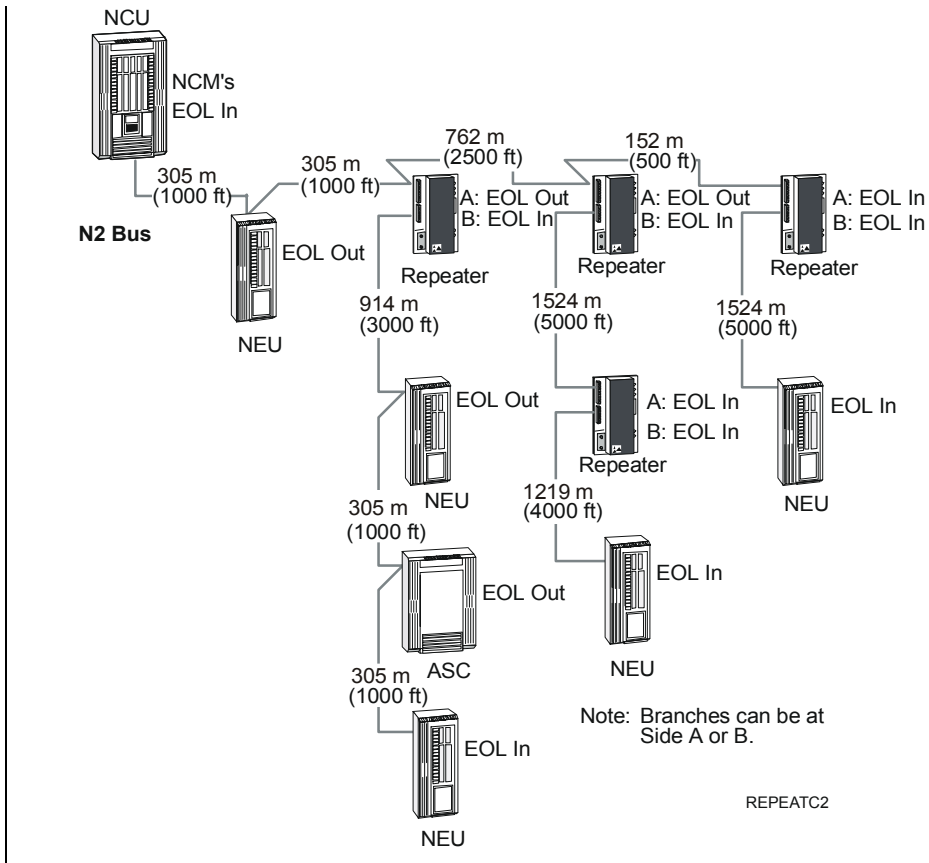 NCU
NCM's
EOL In
305 m
(1000 ft)
N2 Bus
305 m
(1000 ft)
EOL Out
NEU
762 m
(2500 ft)
A: EOL Out
B: EOL In
Repeater
152 m
(500 ft)
A: EOL Out
B: EOL In
Repeater
A: EOL In
B: EOL In
Repeater
914 m
(3000 ft)
EOL Out
NEU
305 m
(1000 ft)
EOL Out
ASC
305 m
(1000 ft)
EOL In
NEU
1524 m
(5000 ft)
A: EOL In
B: EOL In
Repeater
1219 m
(4000 ft)
EOL In
NEU
1524 m
(5000 ft)
EOL In
NEU
Note: Branches can be at
Side A or B.
REPEATC2